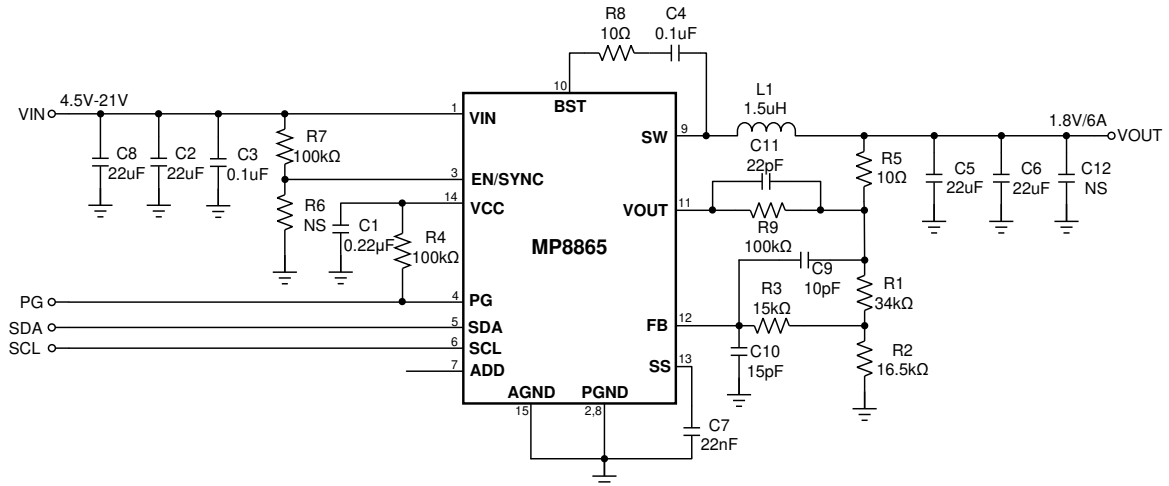 R8
10Ω
C4
0.1uF
10
BST
VIN
4.5V-21V
1
VIN
L1
1.5uH
SW
9
1.8V/6A
VOUT
C8
22uF
C2
22uF
C3
0.1uF
R7
100kΩ
C11
22pF
R5
10Ω
C5
22uF
C6
22uF
C12
NS
3
EN/SYNC
14
VCC
R6
NS
C1
0.22µF
R4
100kΩ
VOUT
11
R9
100kΩ
MP8865
C9
10pF
R1
34kΩ
R3
15kΩ
PG
4
PG
SDA
5
SDA
FB
12
SCL
6
SCL
C10
15pF
R2
16.5kΩ
7
ADD
SS
13
AGND
PGND
15
2,8
C7
22nF